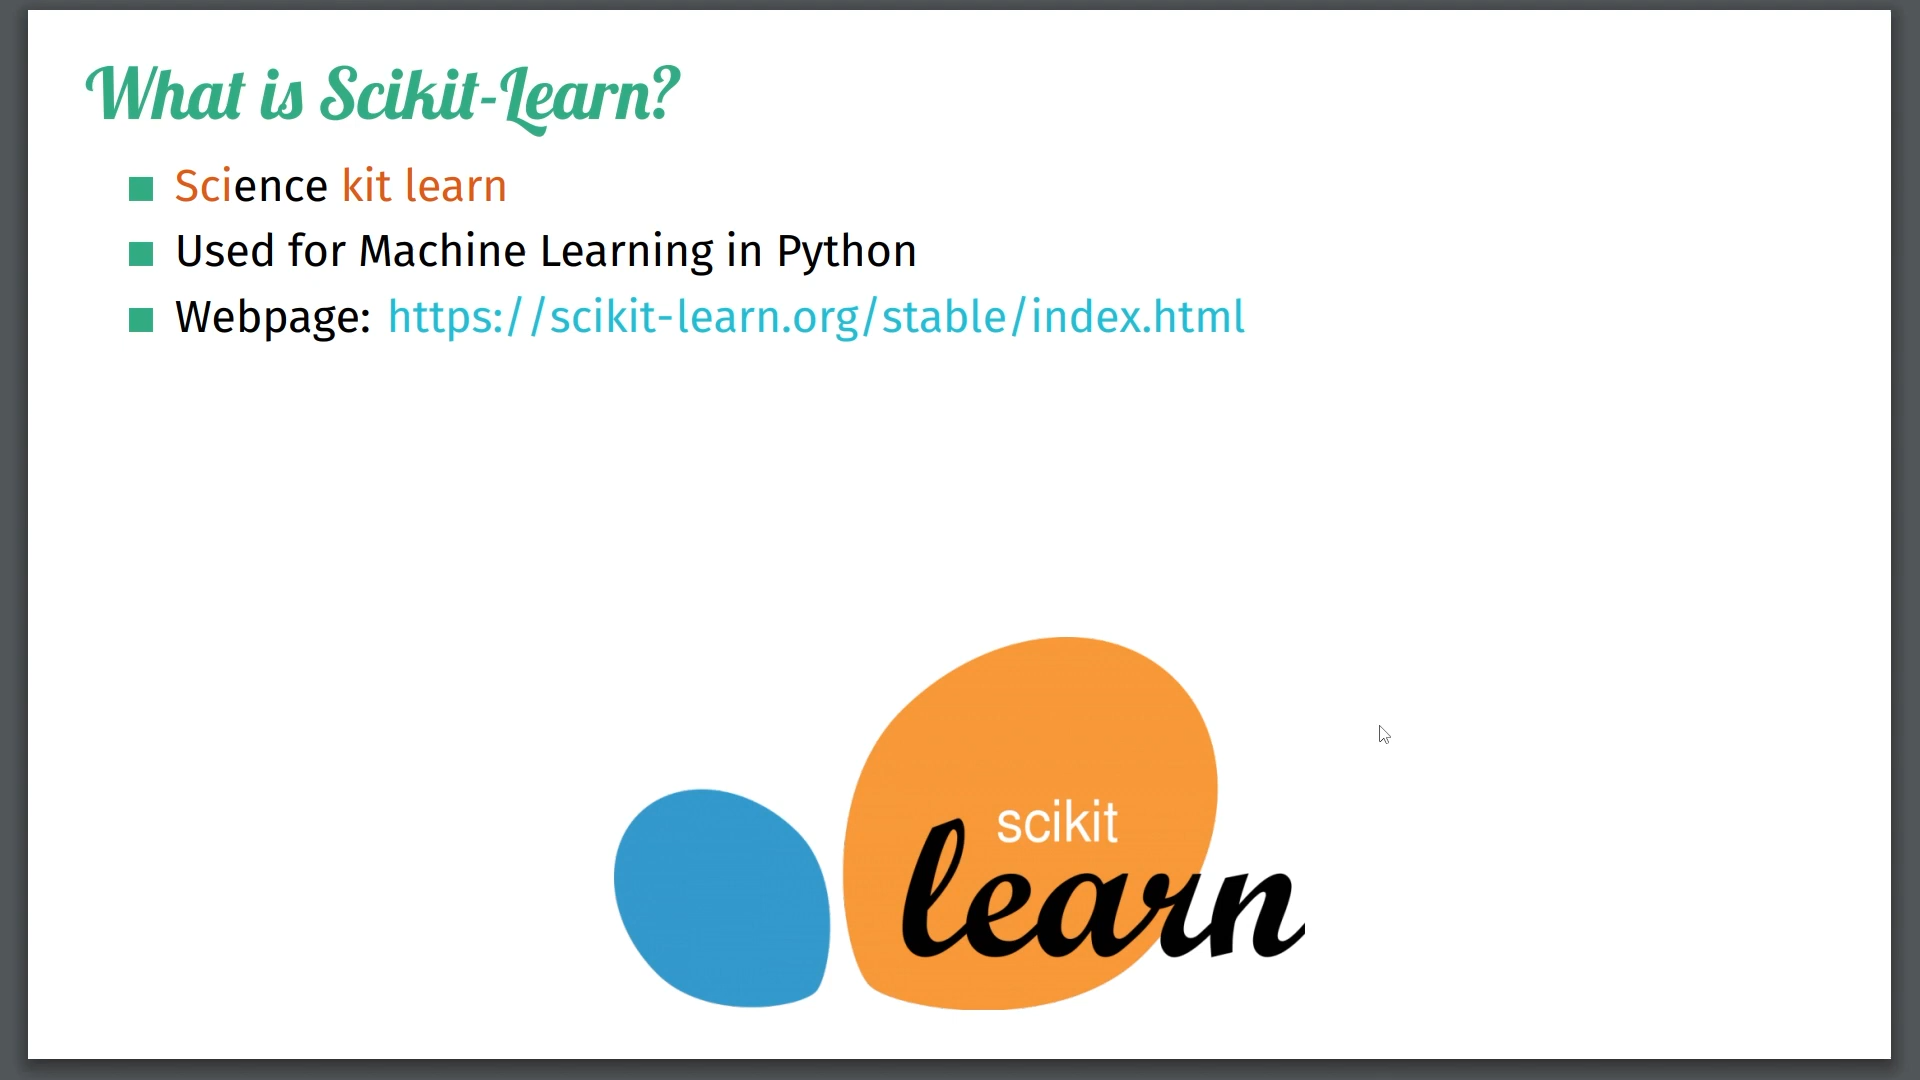 What is Scikit-Learn?
Science kit learn
Used for Machine Learning in Python
Webpage: https://scikit-learn.org/stable/index.html
scikit
learn